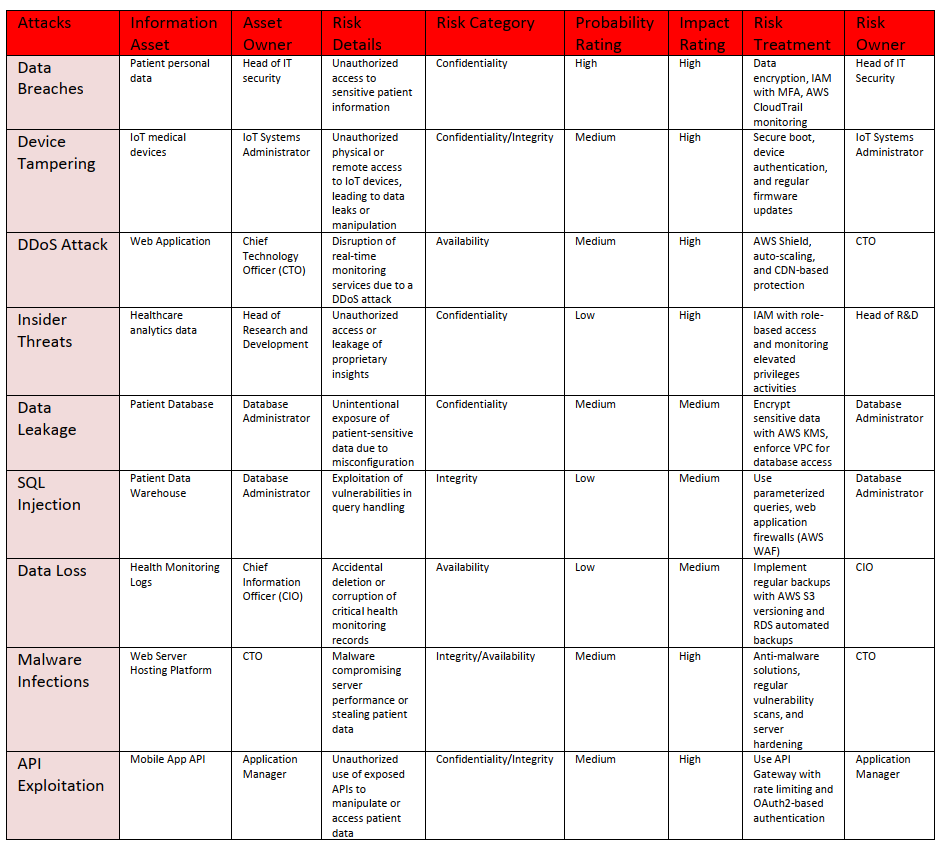 Attacks
Information
Asset
Asset
Owner
Risk
Details
Risk Category
Probability
Rating
Impact
Rating
Risk
Treatment
Risk
Owner
Data
Breaches
Patient personal
data
Head of IT
security
Unauthorized
access to
sensitive patient
information
Confidentiality
High
High
Data
encryption, IAM
with MFA, AWS
CloudTrail
monitoring
Head of IT
Security
Device
Tampering
IoT medical
devices
IoT Systems
Administrator
Unauthorized
physical or
remote access
to IoT devices,
leading to data
leaks or
manipulation
Confidentiality/Integrity
Medium
High
Secure boot,
device
authentication,
and regular
firmware
updates
IoT Systems
Administrator
DDoS Attack
Web Application
Chief
Technology
Officer (CTO)
Disruption of
real-time
monitoring
services due to a
DDoS attack
Availability
Medium
High
AWS Shield,
auto-scaling,
and CDN-based
protection
CTO
Insider
Threats
Healthcare
analytics data
Head of
Research and
Development
Unauthorized
access or
leakage of
proprietary
insights
Confidentiality
Low
High
IAM with role-
based access
and monitoring
elevated
privileges
activities
Head of R&D
Data
Leakage
Patient Database
Database
Administrator
Unintentional
exposure of
patient-sensitive
data due to
misconfiguration
Confidentiality
Medium
Medium
Encrypt
sensitive data
with AWS KMS,
enforce VPC for
database access
Database
Administrator
SQL
Injection
Patient Data
Warehouse
Database
Administrator
Exploitation of
vulnerabilities in
query handling
Integrity
Low
Medium
Use
parameterized
queries, web
application
firewalls (AWS
WAF)
Database
Administrator
Data Loss
Health Monitoring
Logs
Chief
Information
Officer (CIO)
Accidental
deletion or
corruption of
critical health
monitoring
records
Availability
Low
Medium
Implement
regular backups
with AWS S3
versioning and
RDS automated
backups
CIO
Malware
Infections
Web Server
Hosting Platform
CTO
Malware
compromising
server
performance or
stealing patient
data
Integrity/Availability
Medium
High
Anti-malware
solutions,
regular
vulnerability
scans, and
server
hardening
CTO
API
Exploitation
Mobile App API
Application
Manager
Unauthorized
use of exposed
APIs to
manipulate or
access patient
data
Confidentiality/Integrity
Medium
High
Use API
Gateway with
rate limiting and
OAuth2-based
authentication
Application
Manager